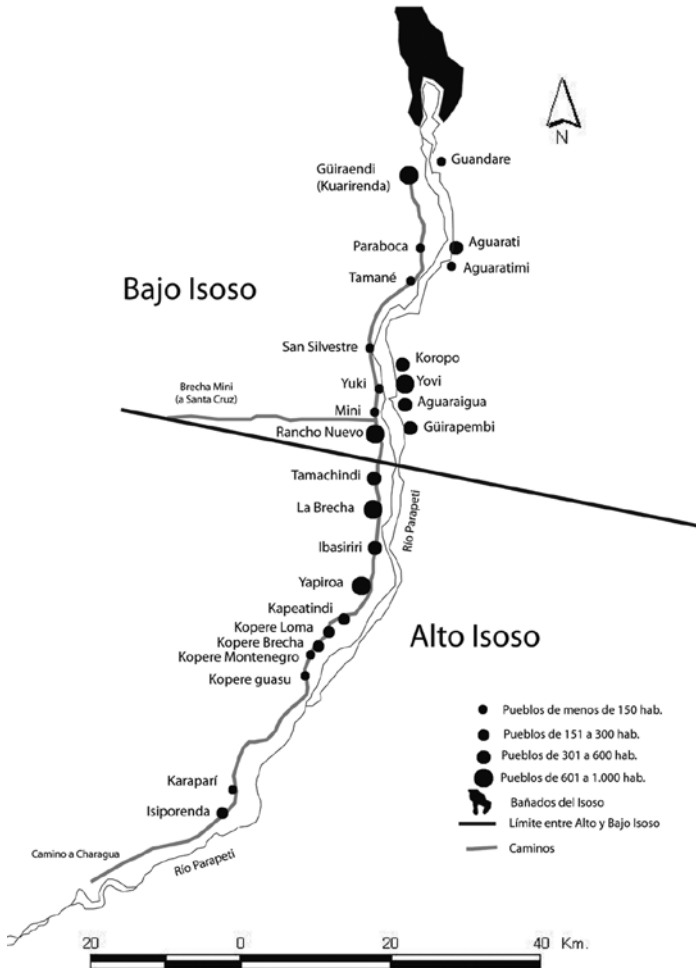 N
Guandare
Güiraendi
(Kuarirenda)
Paraboca
Aguarati
Aguaratimi
Tamané
Bajo Isoso
San Silvestre
Koropo
Brecha Mini
(a Santa Cruz)
Yuki
Yovi
Mini
Aguaraigua
Rancho Nuevo
Güirapembi
Tamachindi
La Brecha
Río Parapeti
Ibasiriri
Yapiroa
Kapeatindi
Kopere Loma
Alto Isoso
Kopere Brecha
Kopere Montenegro
Kopere guasu
Pueblos de menos de 150 hab.
Pueblos de 151 a 300 hab.
Pueblos de 301 a 600 hab.
Pueblos de 601 a 1.000 hab.
Bañados del Isoso
Límite entre Alto y Bajo Isoso
Caminos
Karaparí
Isiporenda
Camino a Charagua
Río Parapeti
20 0 20 40 Km.